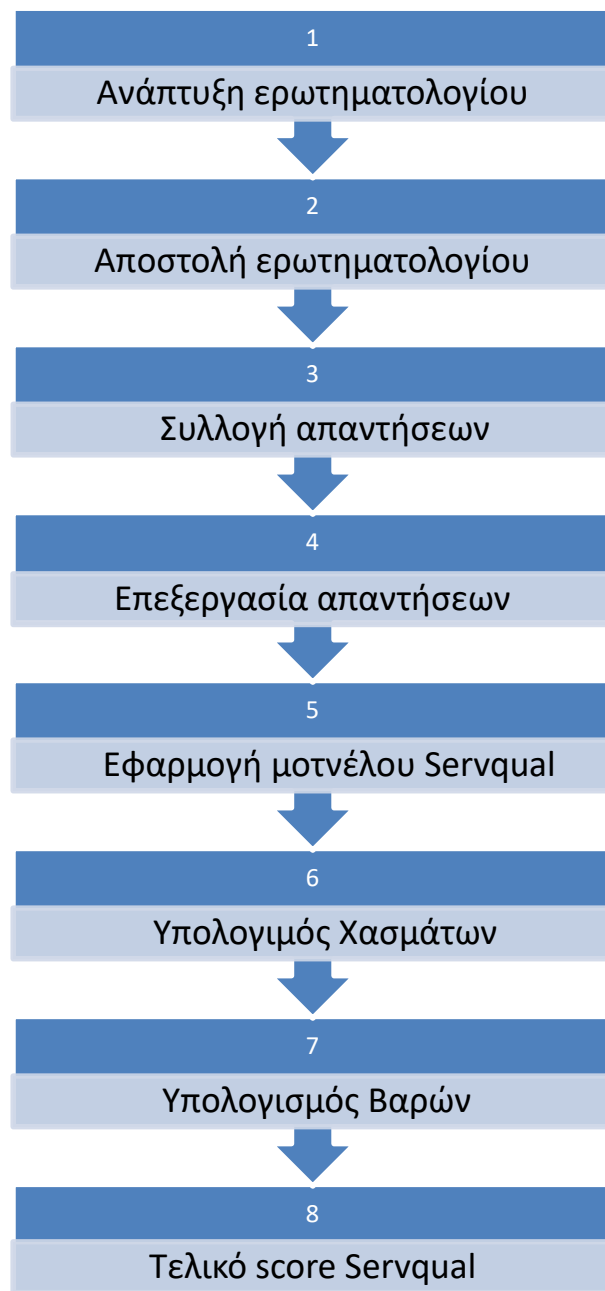 1
Ανάπτυξη ερωτηματολογίου
2
Αποστολή ερωτηματολογίου
3
Συλλογή απαντήσεων
4
Επεξεργασία απαντήσεων
5
Εφαρμογή μοτνέλου Servqual
6
Υπολογιμός Χασμάτων
7
Υπολογισμός Βαρών
8
Τελικό score Servqual